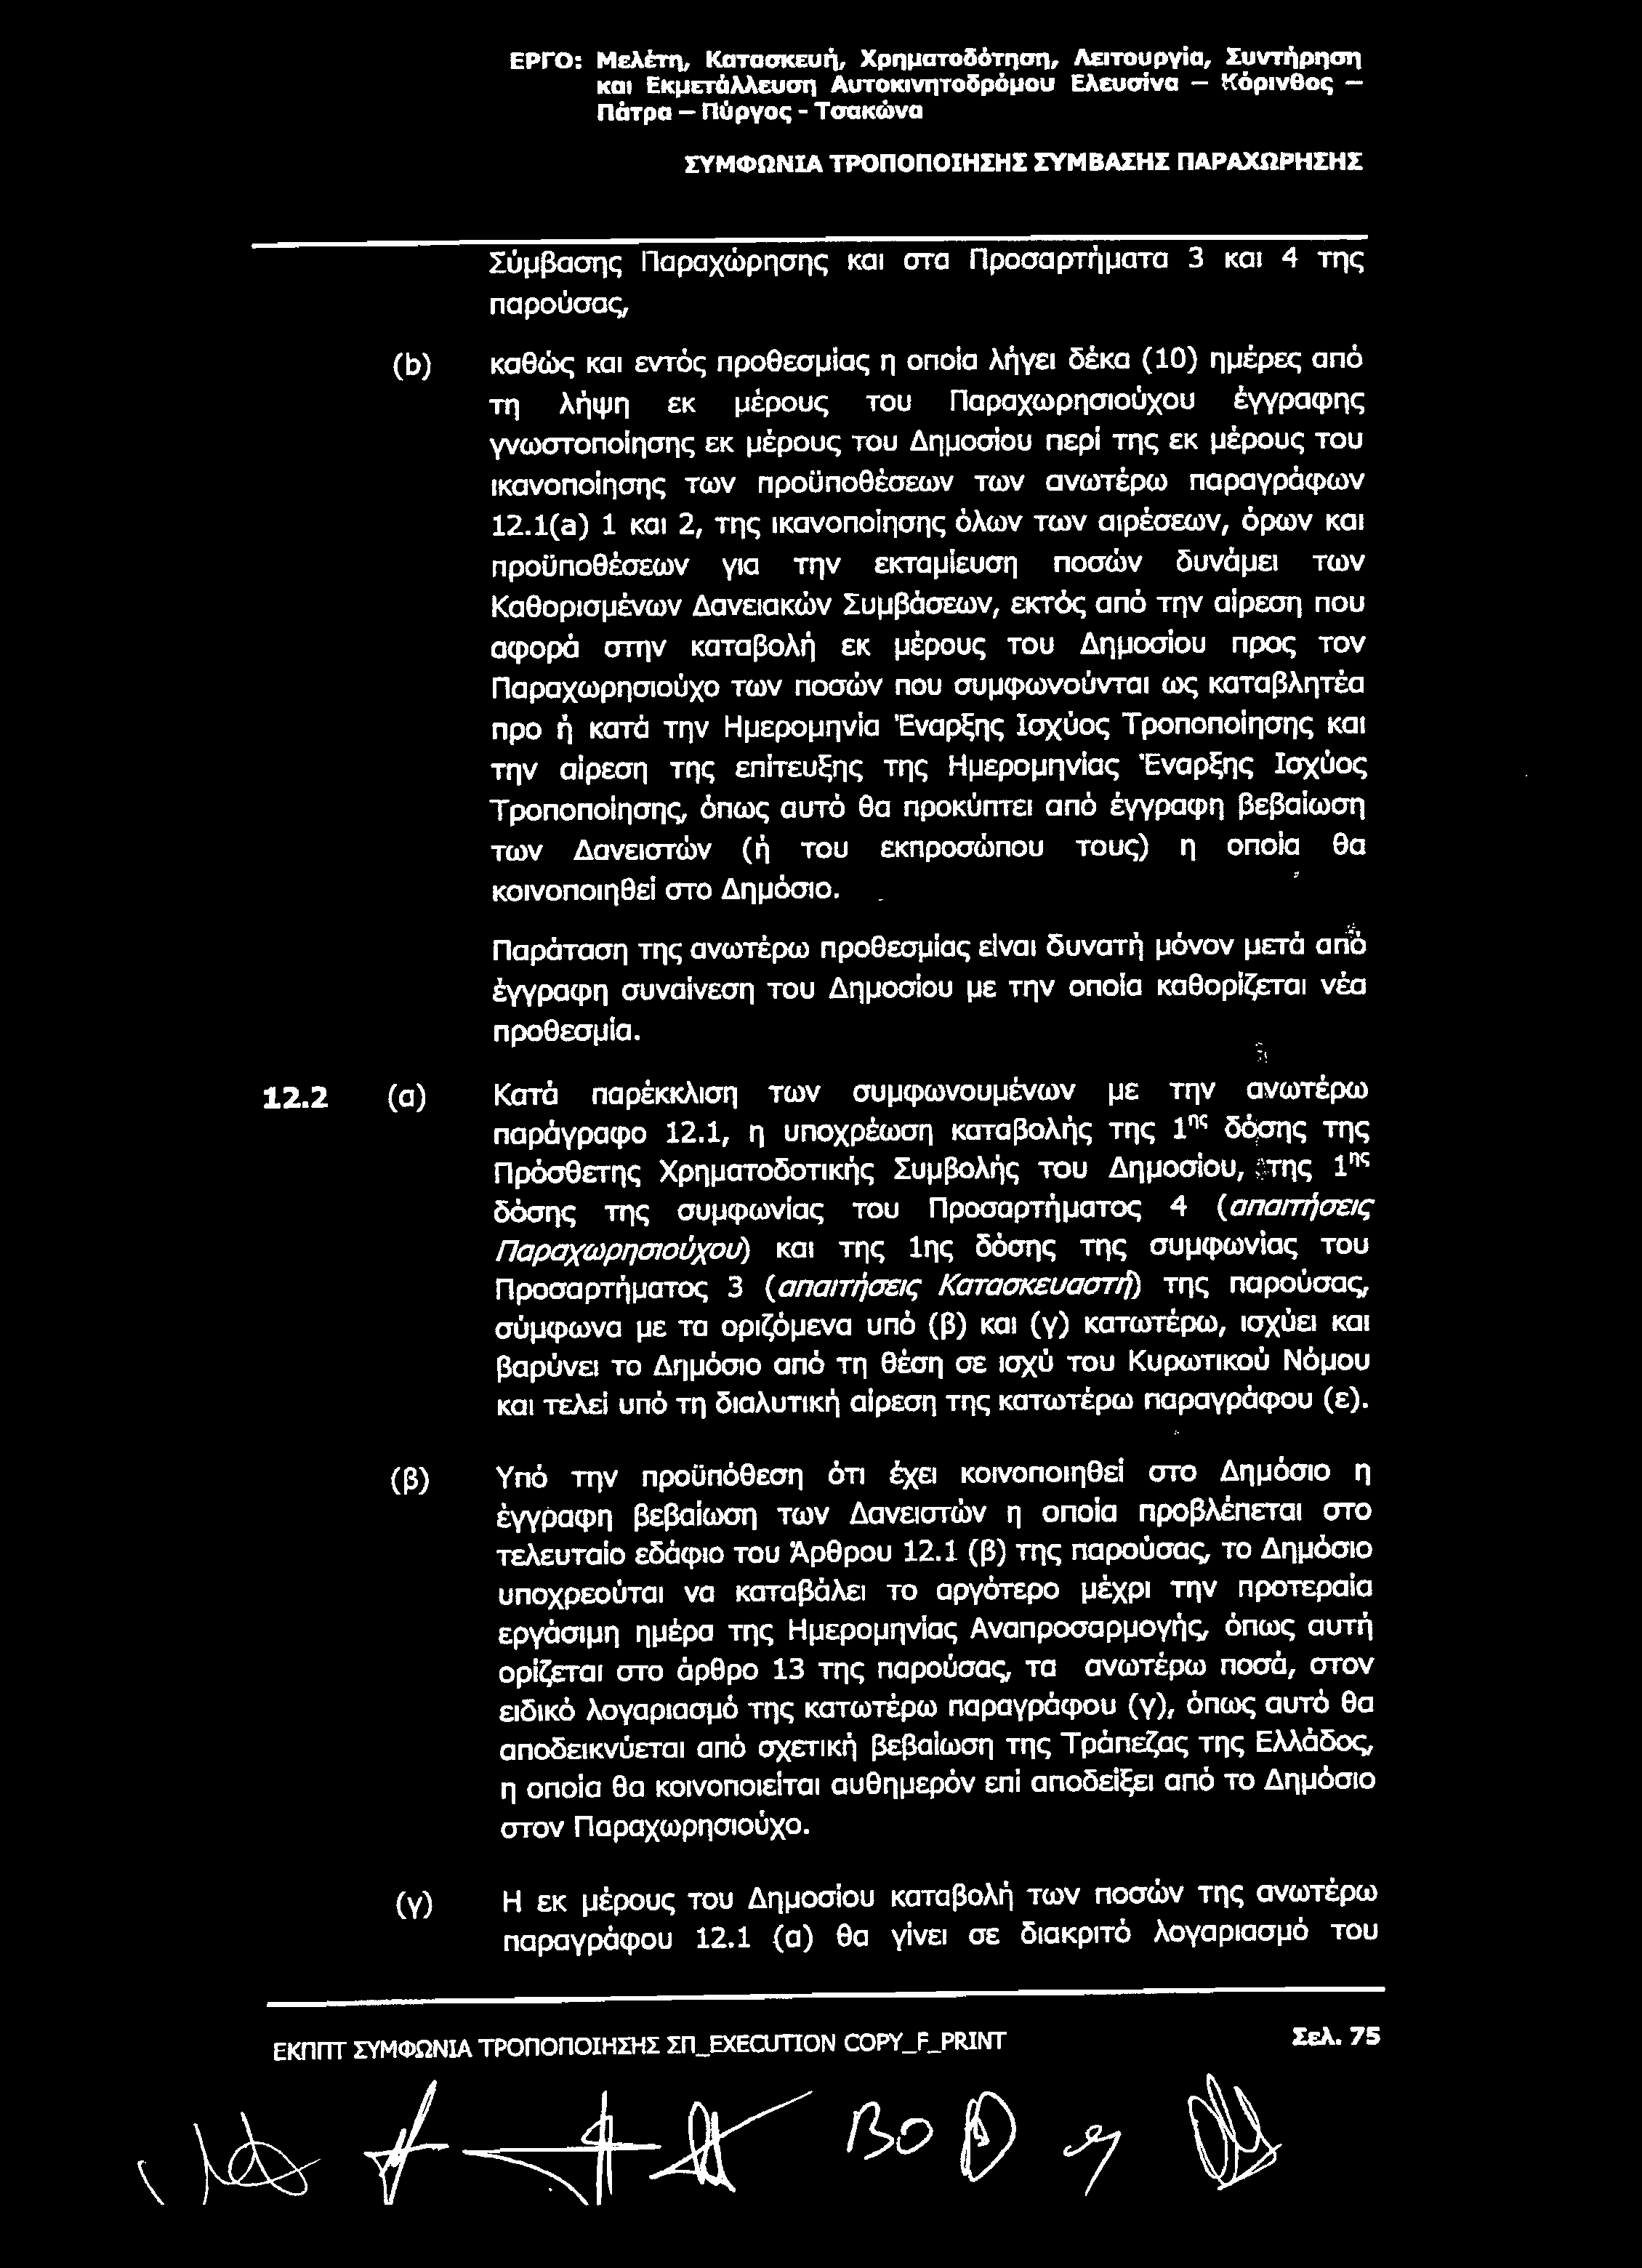 ΕΡΓΟ: Μελέτη, Κατασκευή, Χρηματοδότηση, Λειτουργία, Συντήρηση
και Εκμετάλλευση Αυτοκινητοδρόμου Ελευσίνα – Κόρινθος –
Πάτρα – Πύργος - Τσακώνα
ΣΥΜΦΩΝΙΑ ΤΡΟΠΟΠΟΙΗΣΗΣ ΣΥΜΒΑΣΗΣ ΠΑΡΑΧΩΡΗΣΗΣ
Σύμβασης Παραχώρησης και στα Προσαρτήματα 3 και 4 της
παρούσας,
(b) καθώς και εντός προθεσμίας η οποία λήγει δέκα (10) ημέρες από
τη λήψη εκ μέρους του Παραχωρησιούχου έγγραφης
γνωστοποίησης εκ μέρους του Δημοσίου περί της εκ μέρους του
ικανοποίησης των προϋποθέσεων των ανωτέρω παραγράφων
12.1(a) 1 και 2, της ικανοποίησης όλων των αιρέσεων, όρων και
προϋποθέσεων για την εκταμίευση ποσών δυνάμει των
Καθορισμένων Δανειακών Συμβάσεων, εκτός από την αίρεση που
αφορά στην καταβολή εκ μέρους του Δημοσίου προς τον
Παραχωρησιούχο των ποσών που συμφωνούνται ως καταβλητέα
προ ή κατά την Ημερομηνία Έναρξης Ισχύος Τροποποίησης και
την αίρεση της επίτευξης της Ημερομηνίας Έναρξης Ισχύος
Τροποποίησης, όπως αυτό θα προκύπτει από έγγραφη βεβαίωση
των Δανειστών (ή του εκπροσώπου τους) η οποία θα
κοινοποιηθεί στο Δημόσιο.
Παράταση της ανωτέρω προθεσμίας είναι δυνατή μόνον μετά από
έγγραφη συναίνεση του Δημοσίου με την οποία καθορίζεται νέα
προθεσμία.
12.2 (α) Κατά παρέκκλιση των συμφωνουμένων με την ανωτέρω
παράγραφο 12.1, η υποχρέωση καταβολής της 1ης δόσης της
Πρόσθετης Χρηματοδοτικής Συμβολής του Δημοσίου, της 1ης
δόσης της συμφωνίας του Προσαρτήματος 4 (απαιτήσεις
Παραχωρησιούχου) και της 1ης δόσης της συμφωνίας του
Προσαρτήματος 3 (απαιτήσεις Κατασκευαστή) της παρούσας,
σύμφωνα με τα οριζόμενα υπό (β) και (γ) κατωτέρω, ισχύει και
βαρύνει το Δημόσιο από τη θέση σε ισχύ του Κυρωτικού Νόμου
και τελεί υπό τη διαλυτική αίρεση της κατωτέρω παραγράφου (ε).
(β) Υπό την προϋπόθεση ότι έχει κοινοποιηθεί στο Δημόσιο η
έγγραφη βεβαίωση των Δανειστών η οποία προβλέπεται στο
τελευταίο εδάφιο του Άρθρου 12.1 (β) της παρούσας, το Δημόσιο
υποχρεούται να καταβάλει το αργότερο μέχρι την προτεραία
εργάσιμη ημέρα της Ημερομηνίας Αναπροσαρμογής, όπως αυτή
ορίζεται στο άρθρο 13 της παρούσας, τα ανωτέρω ποσά, στον
ειδικό λογαριασμό της κατωτέρω παραγράφου (γ), όπως αυτό θα
αποδεικνύεται από σχετική βεβαίωση της Τράπεζας της Ελλάδος,
η οποία θα κοινοποιείται αυθημερόν επί αποδείξει από το Δημόσιο
στον Παραχωρησιούχο.
(γ) Η εκ μέρους του Δημοσίου καταβολή των ποσών της ανωτέρω
παραγράφου 12.1 (α) θα γίνει σε διακριτό λογαριασμό του
ΕΚΠΠΤ ΣΥΜΦΩΝΙΑ ΤΡΟΠΟΠΟΙΗΣΗΣ ΣΠ_EXECUTION COPY_F_PRINT Σελ. 75